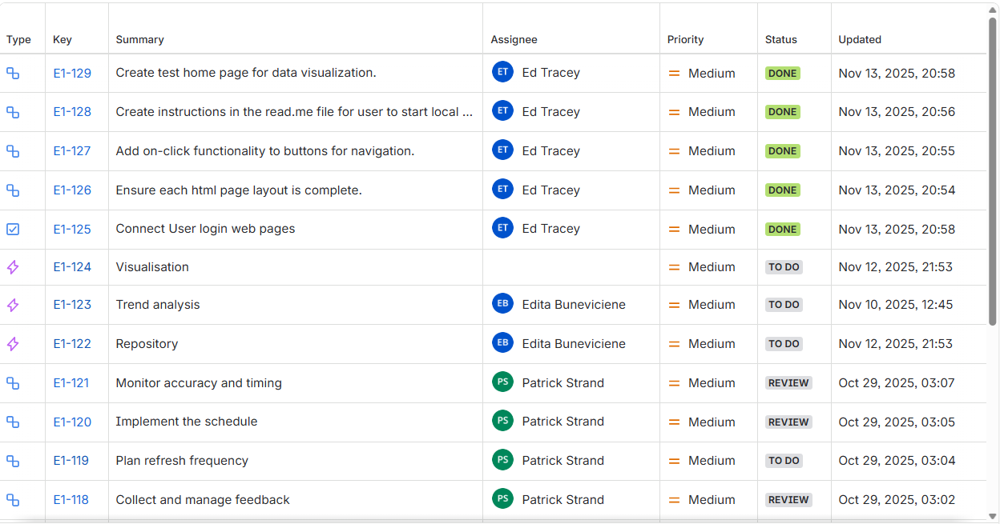 Type Key Summary Assignee Priority Status Updated
E1-129 Create test home page for data visualization. ET Ed Tracey Medium DONE Nov 13, 2025, 20:58
E1-128 Create instructions in the read.me file for user to start local ... ET Ed Tracey Medium DONE Nov 13, 2025, 20:56
E1-127 Add on-click functionality to buttons for navigation. ET Ed Tracey Medium DONE Nov 13, 2025, 20:55
E1-126 Ensure each html page layout is complete. ET Ed Tracey Medium DONE Nov 13, 2025, 20:54
E1-125 Connect User login web pages ET Ed Tracey Medium DONE Nov 13, 2025, 20:58
E1-124 Visualisation Medium TO DO Nov 12, 2025, 21:53
E1-123 Trend analysis EB Edita Buneviciene Medium TO DO Nov 10, 2025, 12:45
E1-122 Repository EB Edita Buneviciene Medium TO DO Nov 12, 2025, 21:53
E1-121 Monitor accuracy and timing PS Patrick Strand Medium REVIEW Oct 29, 2025, 03:07
E1-120 Implement the schedule PS Patrick Strand Medium REVIEW Oct 29, 2025, 03:05
E1-119 Plan refresh frequency PS Patrick Strand Medium TO DO Oct 29, 2025, 03:04
E1-118 Collect and manage feedback PS Patrick Strand Medium REVIEW Oct 29, 2025, 03:02